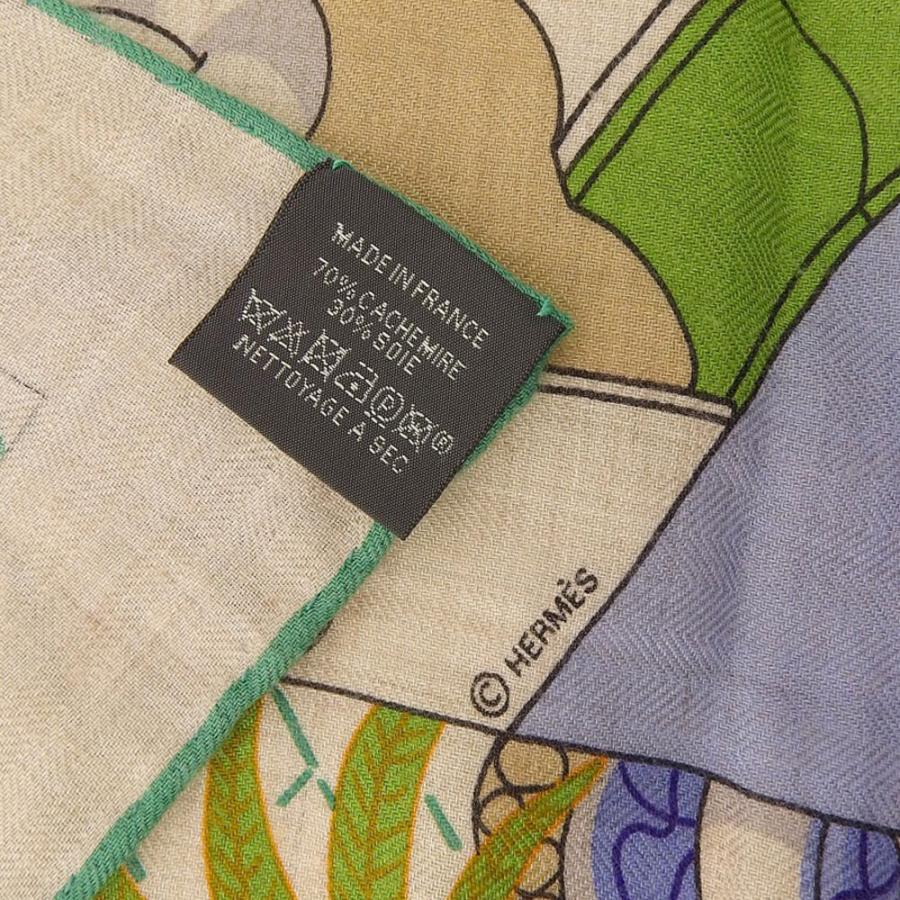 MADE IN FRANCE
70% CACHEMIRE
30% SOIE
P ®
NETTOYAGE A SEC
© HERMÈS